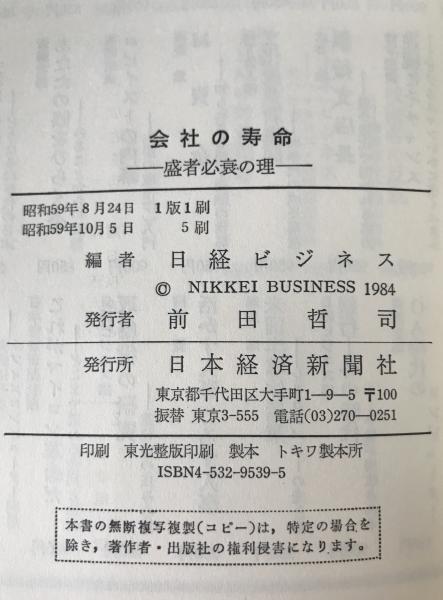 会社の寿命
——盛者必衰の理——
昭和59年8月24日 1版1刷
昭和59年10月5日 5刷
編者 日経ビジネス
© NIKKEI BUSINESS 1984
発行者 前田哲司
発行所 日本経済新聞社
東京都千代田区大手町1—9—5 〒100
振替 東京3-555 電話(03)270—0251
印刷 東光整版印刷 製本 トキワ製本所
ISBN4-532-9539-5
本書の無断複写複製(コピー)は,特定の場合を
除き,著作者・出版社の権利侵害になります。